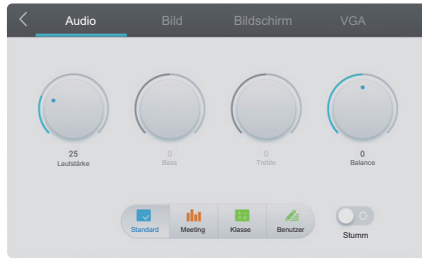 Audio Bild Bildschirm VGA
25 0 0 0
Lautstärke Bass Treble Balance
Standard Meeting Klasse Benutzer
Stumm